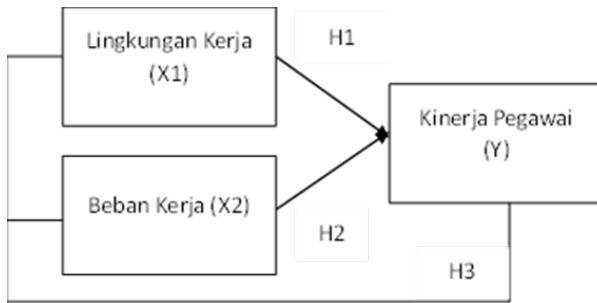 Lingkungan Kerja
(X1)
H1
Kinerja Pegawai
(Y)
Beban Kerja (X2)
H2
H3